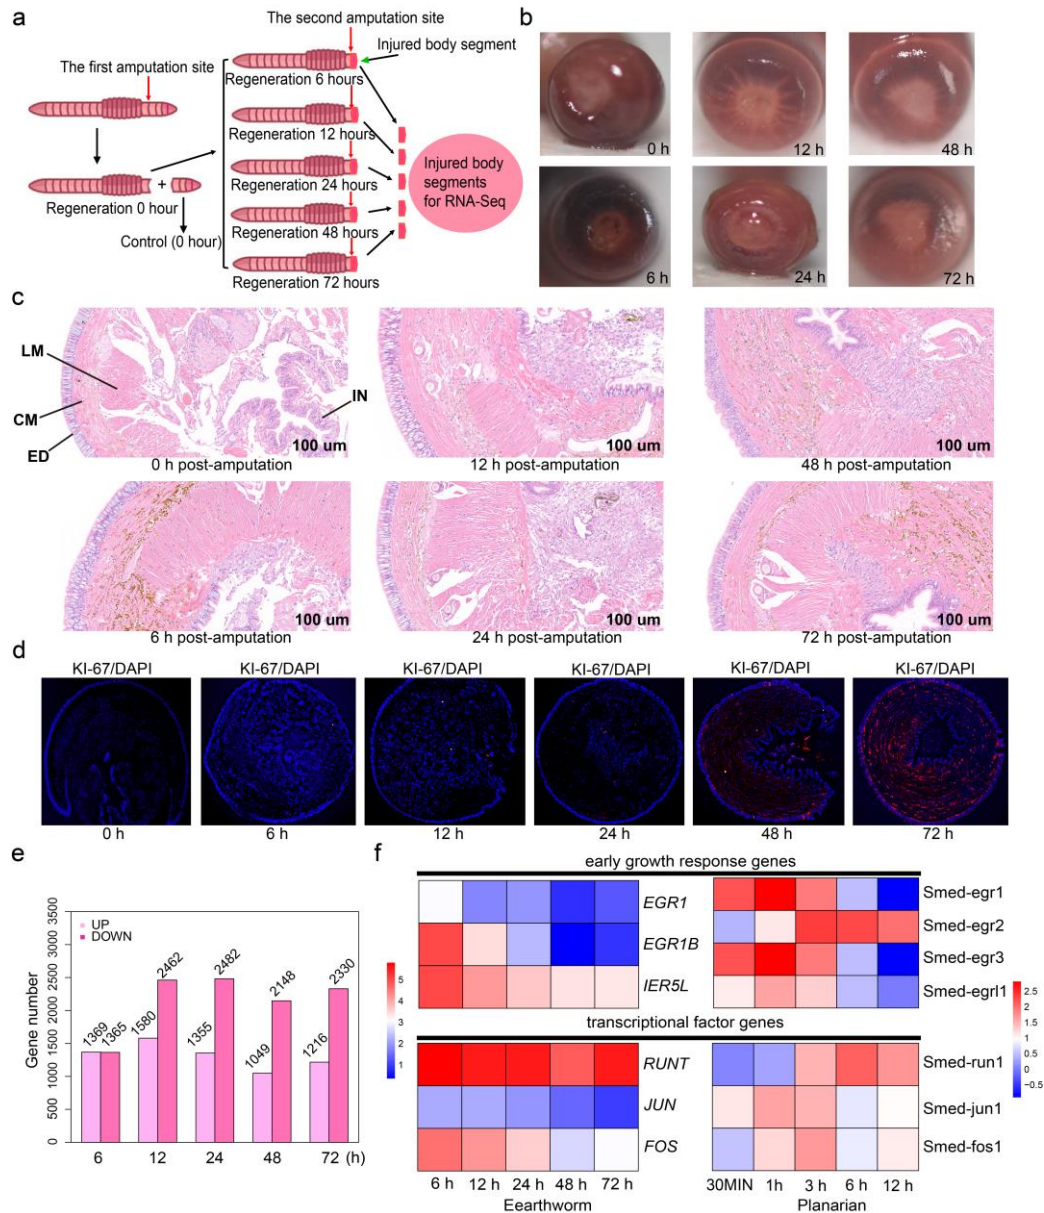 a
The first amputation site
The second amputation site
Injured body segment
Regeneration 6 hours
Regeneration 12 hours
Regeneration 24 hours
Regeneration 48 hours
Regeneration 72 hours
+
Regeneration 0 hour
Control (0 hour)
Injured body
segments
for RNA-Seq
b
0 h
12 h
48 h
6 h
24 h
72 h
c
LM
CM
ED
IN
100 um
0 h post-amputation
100 um
12 h post-amputation
100 um
48 h post-amputation
100 um
6 h post-amputation
100 um
24 h post-amputation
100 um
72 h post-amputation
d
KI-67/DAPI
KI-67/DAPI
KI-67/DAPI
KI-67/DAPI
KI-67/DAPI
KI-67/DAPI
0 h
6 h
12 h
24 h
48 h
72 h
e
Gene number
3500
3000
2500
2000
1500
1000
500
0
UP
DOWN
1369
1365
1580
2462
1355
2482
1049
2148
1216
2330
6
12
24
48
72 (h)
f
early growth response genes
EGR1
EGR1B
IER5L
Smed-egr1
Smed-egr2
Smed-egr3
Smed-egrl1
5
4
3
2
1
transcriptional factor genes
RUNT
JUN
FOS
Smed-run1
Smed-jun1
Smed-fos1
2.5
2
1.5
1
0.5
0
−0.5
6 h
12 h
24 h
48 h
72 h
Eearthworm
30MIN
1h
3 h
6 h
12 h
Planarian